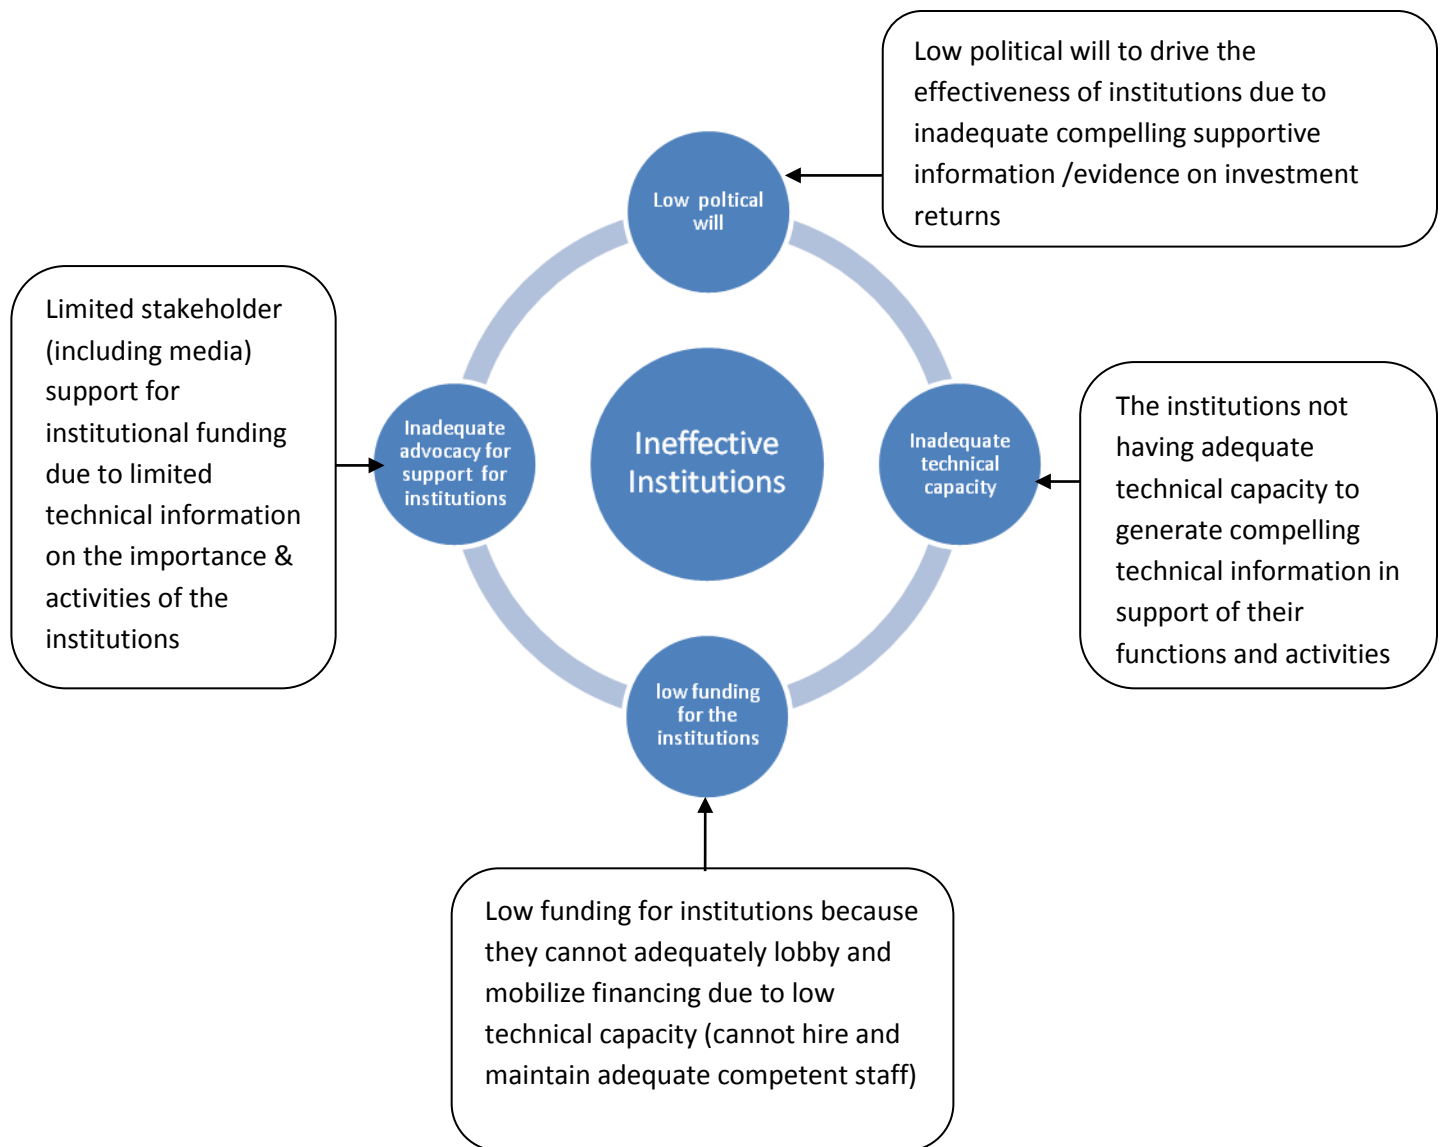 Low political will to drive the
effectiveness of institutions due to
inadequate compelling supportive
information /evidence on investment
returns
Low poltical
will
Limited stakeholder
(including media)
support for
institutional funding
due to limited
technical information
on the importance &
activities of the
institutions
Inadequate
advocacy for
support for
institutions
Ineffective
Institutions
Inadequate
technical
capacity
The institutions not
having adequate
technical capacity to
generate compelling
technical information in
support of their
functions and activities
low funding
for the
institutions
Low funding for institutions because
they cannot adequately lobby and
mobilize financing due to low
technical capacity (cannot hire and
maintain adequate competent staff)